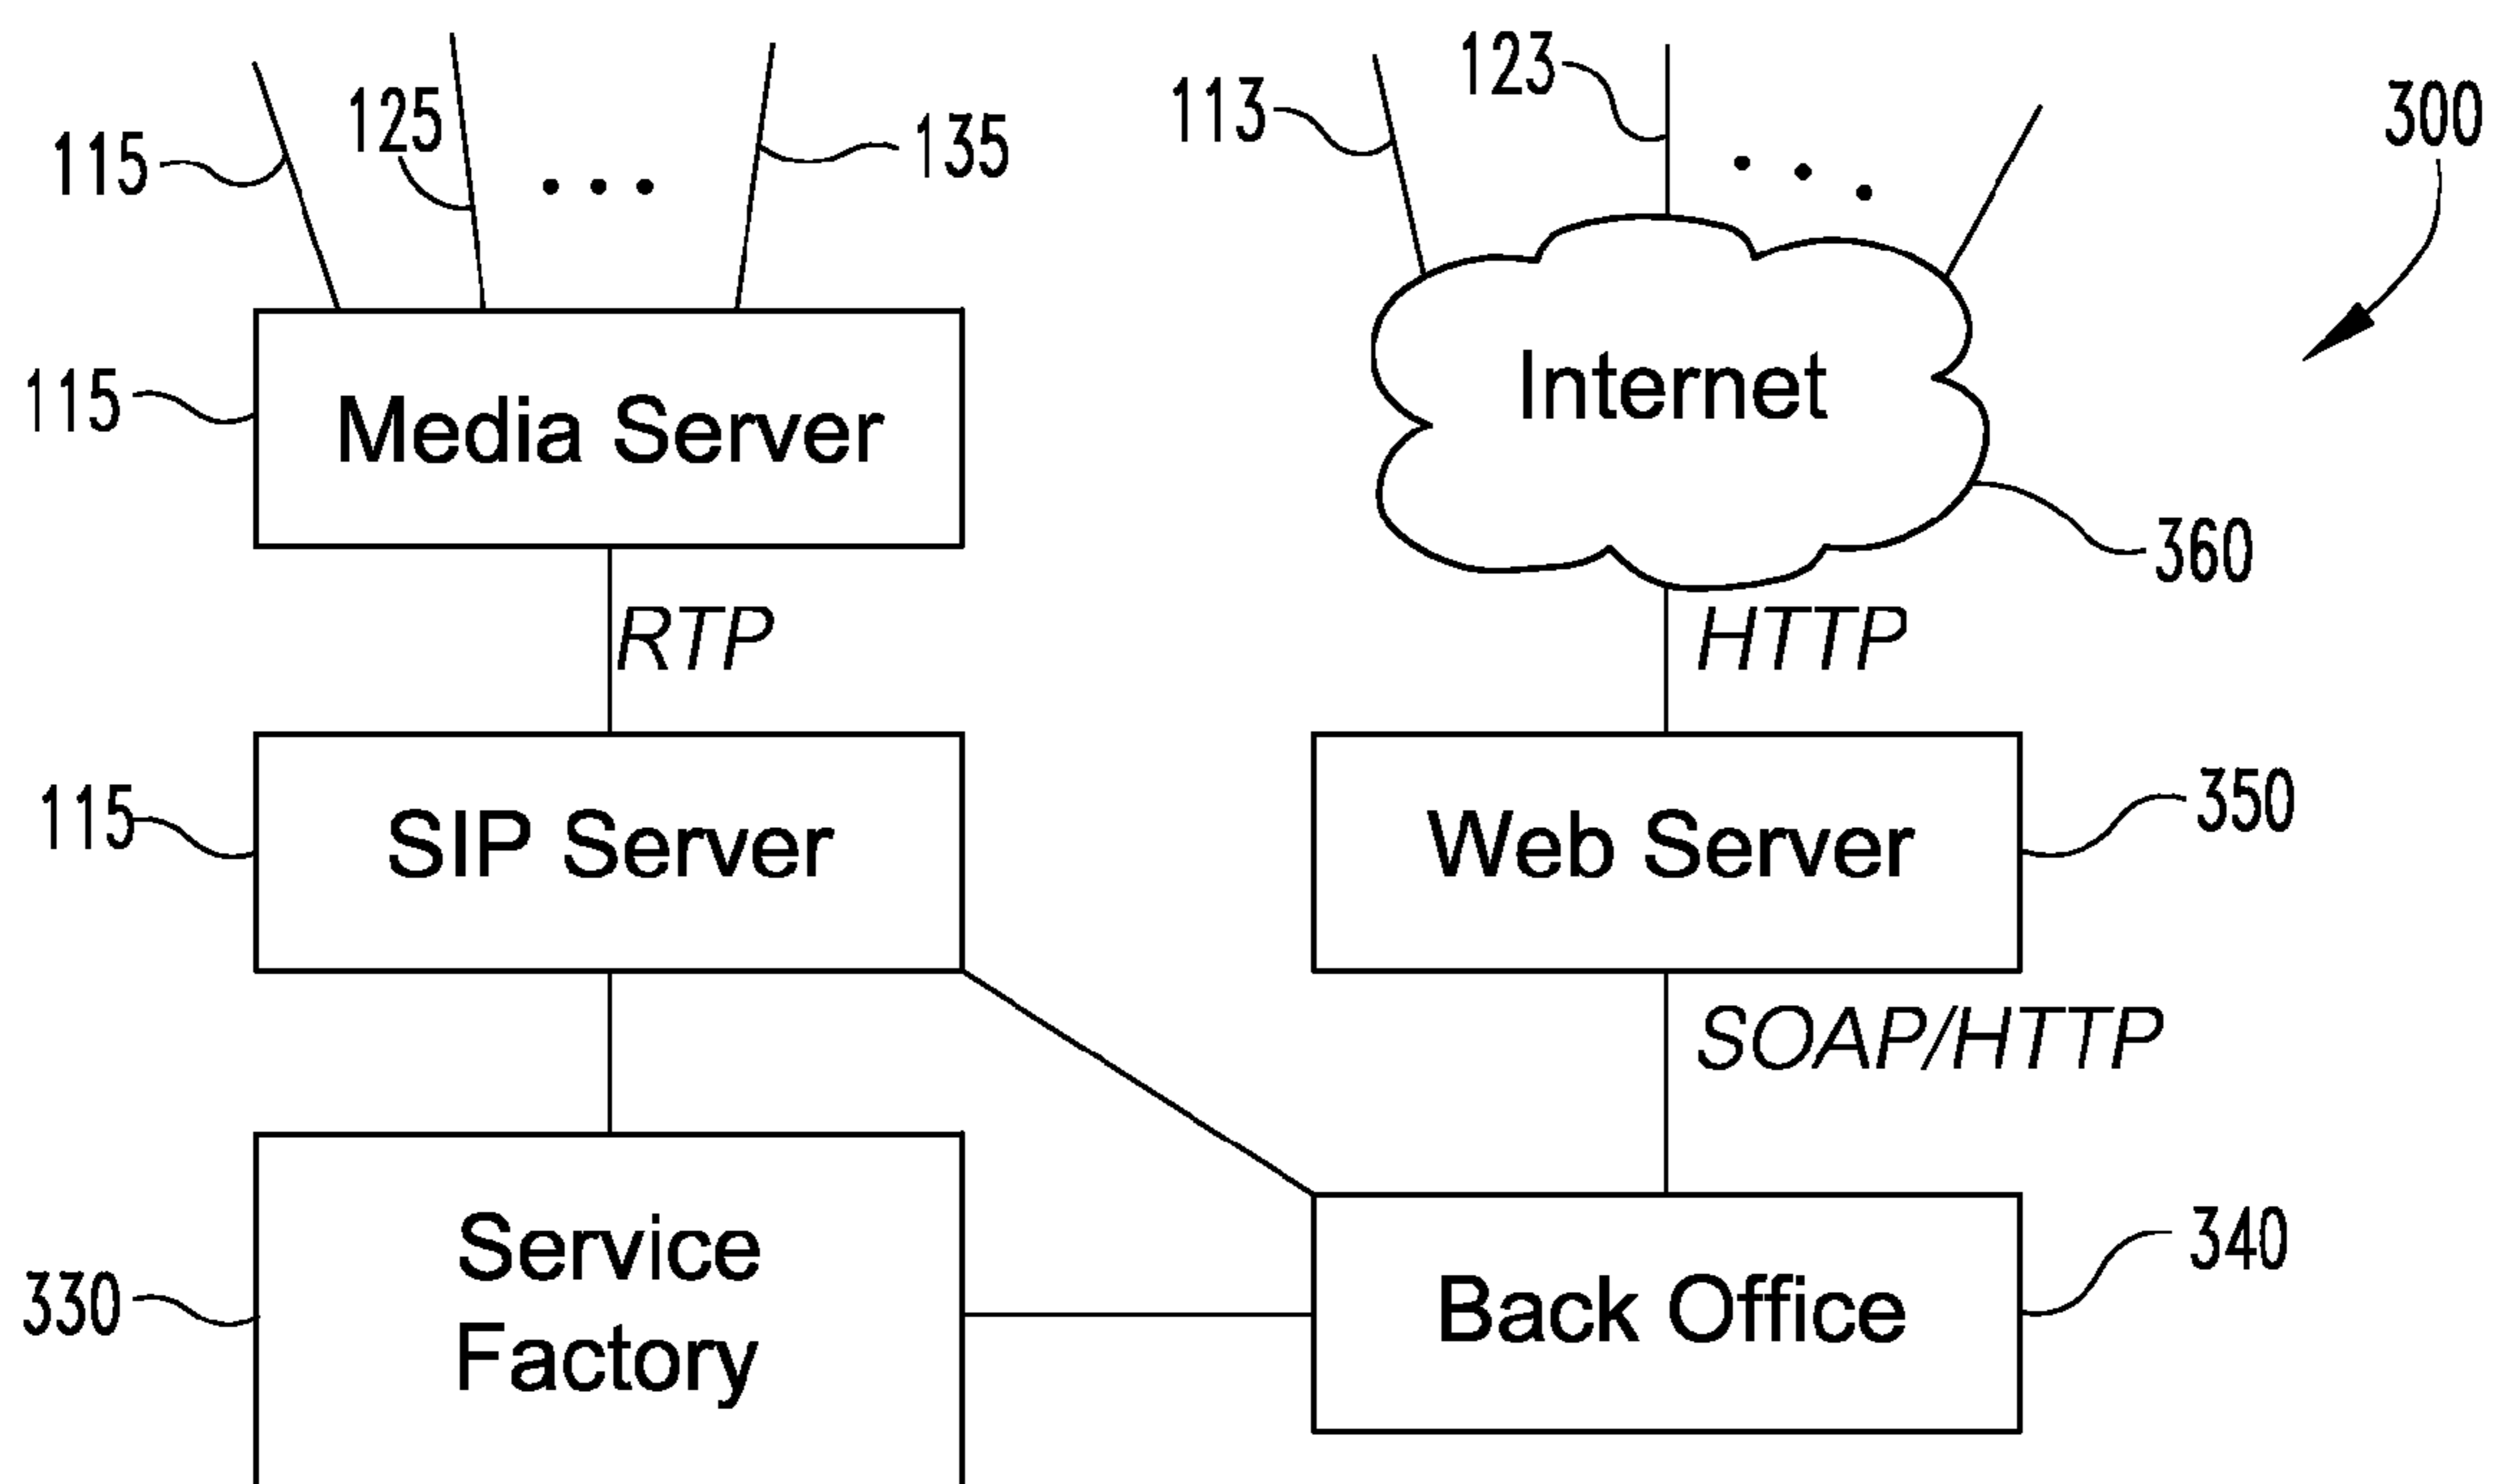 115
125
135
113
123
300
115
Media Server
Internet
360
RTP
HTTP
115
SIP Server
Web Server
350
SOAP/HTTP
330
Service
Factory
Back Office
340